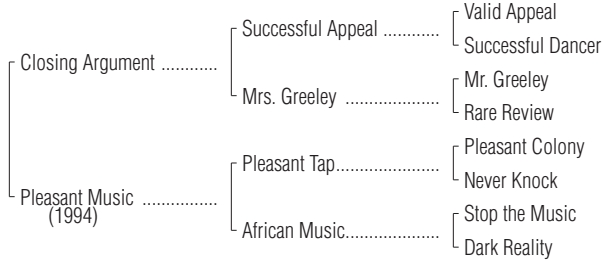 Valid Appeal
Successful Appeal ............
Successful Dancer
Closing Argument ............
Mr. Greeley
Mrs. Greeley ....................
Rare Review
Pleasant Colony
Pleasant Tap......................
Never Knock
Pleasant Music ................
(1994)
Stop the Music
African Music....................
Dark Reality